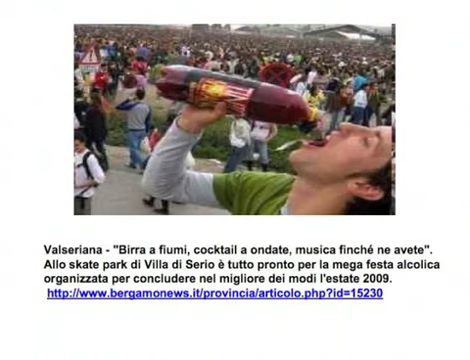 Valseriana - "Birra a fiumi, cocktail a ondate, musica finché ne avete".
Allo skate park di Villa di Serio è tutto pronto per la mega festa alcolica
organizzata per concludere nel migliore dei modi l'estate 2009.
http://www.bergamonews.it/provincia/articolo.php?id=15230